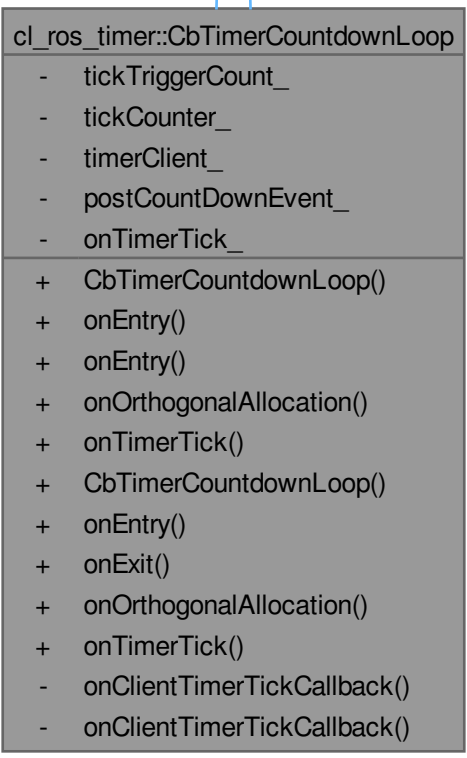 cl_ros_timer::CbTimerCountdownLoop
- tickTriggerCount_
- tickCounter_
- timerClient_
- postCountDownEvent_
- onTimerTick_
+ CbTimerCountdownLoop()
+ onEntry()
+ onEntry()
+ onOrthogonalAllocation()
+ onTimerTick()
+ CbTimerCountdownLoop()
+ onEntry()
+ onExit()
+ onOrthogonalAllocation()
+ onTimerTick()
- onClientTimerTickCallback()
- onClientTimerTickCallback()